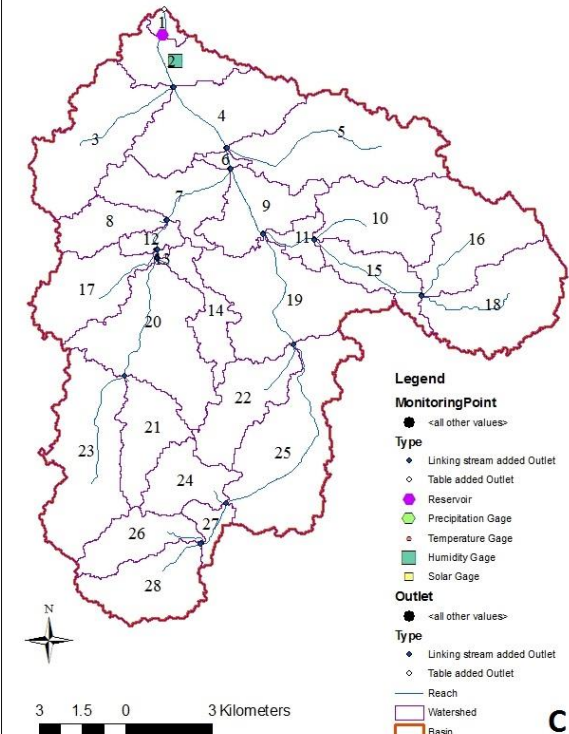 1
2
4
3
5
6
7
9
8
10
12
11
16
13
15
17
14
19
18
20
22
21
23
25
24
26
27
28
Legend
MonitoringPoint
<all other values>
Type
Linking stream added Outlet
Table added Outlet
Reservoir
Precipitation Gage
Temperature Gage
Humidity Gage
Solar Gage
Outlet
<all other values>
Type
Linking stream added Outlet
Table added Outlet
Reach
Watershed
Basin
N
3 1.5 0 3 Kilometers
C